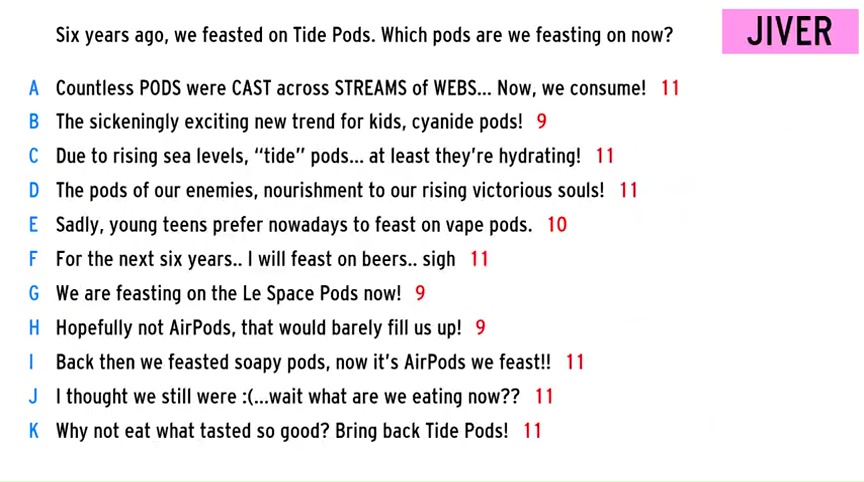 Six years ago, we feasted on Tide Pods. Which pods are we feasting on now?
JIVER
A Countless PODS were CAST across STREAMS of WEBS... Now, we consume! 11
B The sickeningly exciting new trend for kids, cyanide pods! 9
C Due to rising sea levels, “tide” pods... at least they're hydrating! 11
D The pods of our enemies, nourishment to our rising victorious souls! 11
E Sadly, young teens prefer nowadays to feast on vape pods. 10
F For the next six years.. I will feast on beers.. sigh 11
G We are feasting on the Le Space Pods now! 9
H Hopefully not AirPods, that would barely fill us up! 9
I Back then we feasted soapy pods, now it's AirPods we feast!! 11
J I thought we still were :(...wait what are we eating now?? 11
K Why not eat what tasted so good? Bring back Tide Pods! 11